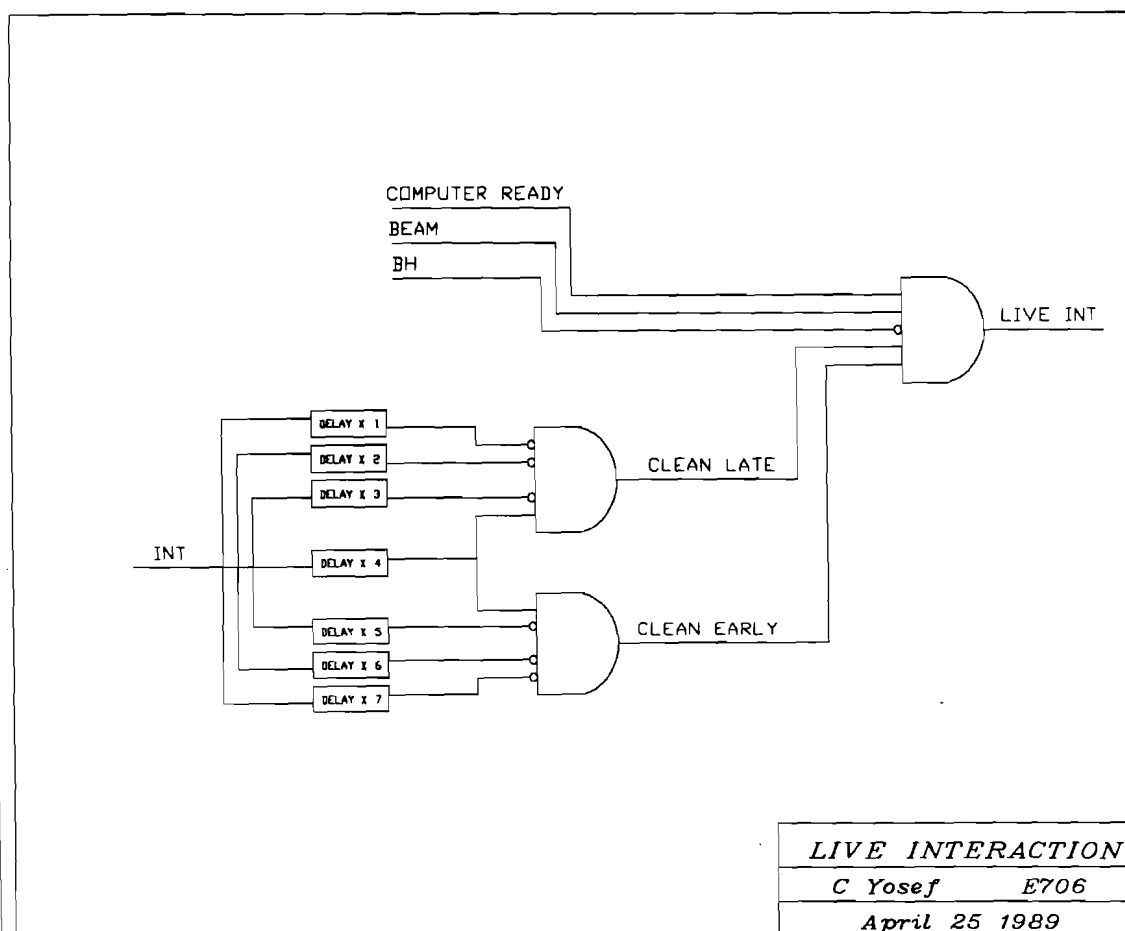 COMPUTER READY
BEAM
BH
LIVE INT
DELAY X 1
DELAY X 2
CLEAN LATE
DELAY X 3
INT
DELAY X 4
DELAY X 5
CLEAN EARLY
DELAY X 6
DELAY X 7
LIVE INTERACTION
C Yosef E706
April 25 1989